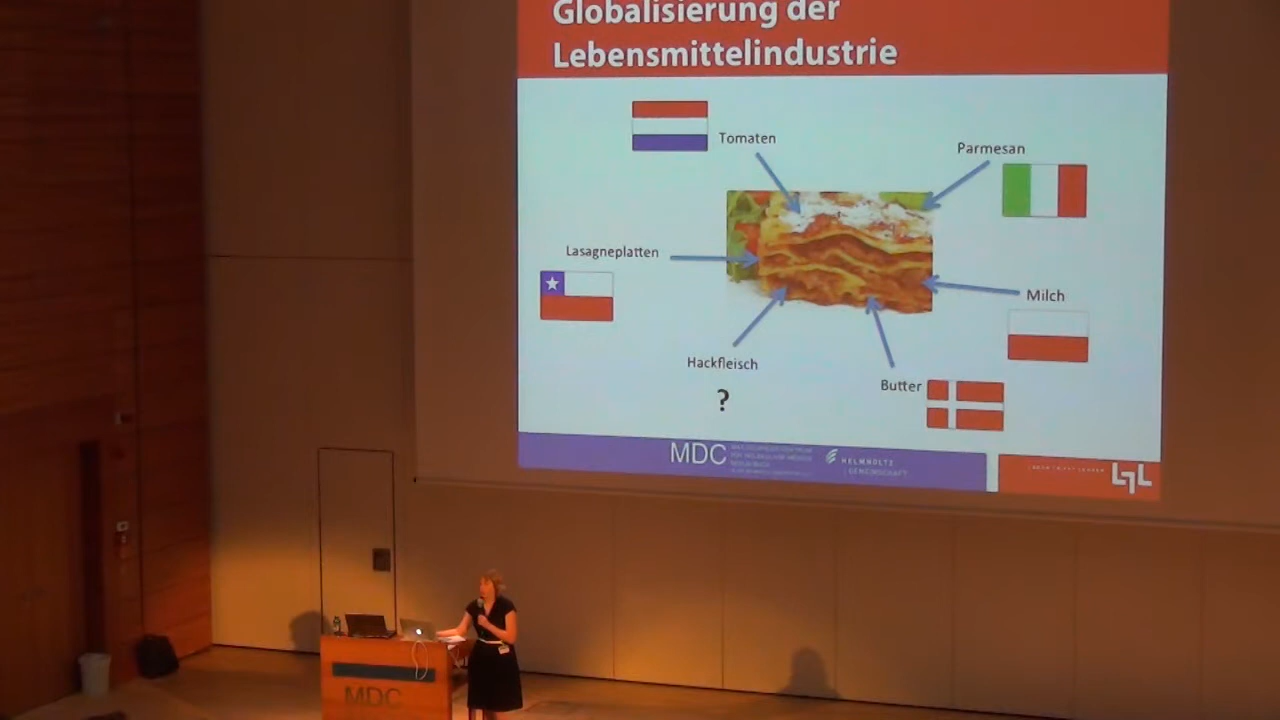 Globalisierung der
Lebensmittelindustrie
Tomaten
Parmesan
Lasagneplatten
Milch
Hackfleisch
?
Butter
MDC
HELMHOLTZ
GEMEINSCHAFT
MDC